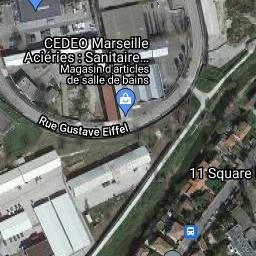 CEDEO Marseille
Aciéries : Sanitaire...
Magasin d'articles
de salle de bains
Rue Gustave Eiffel
11 Square